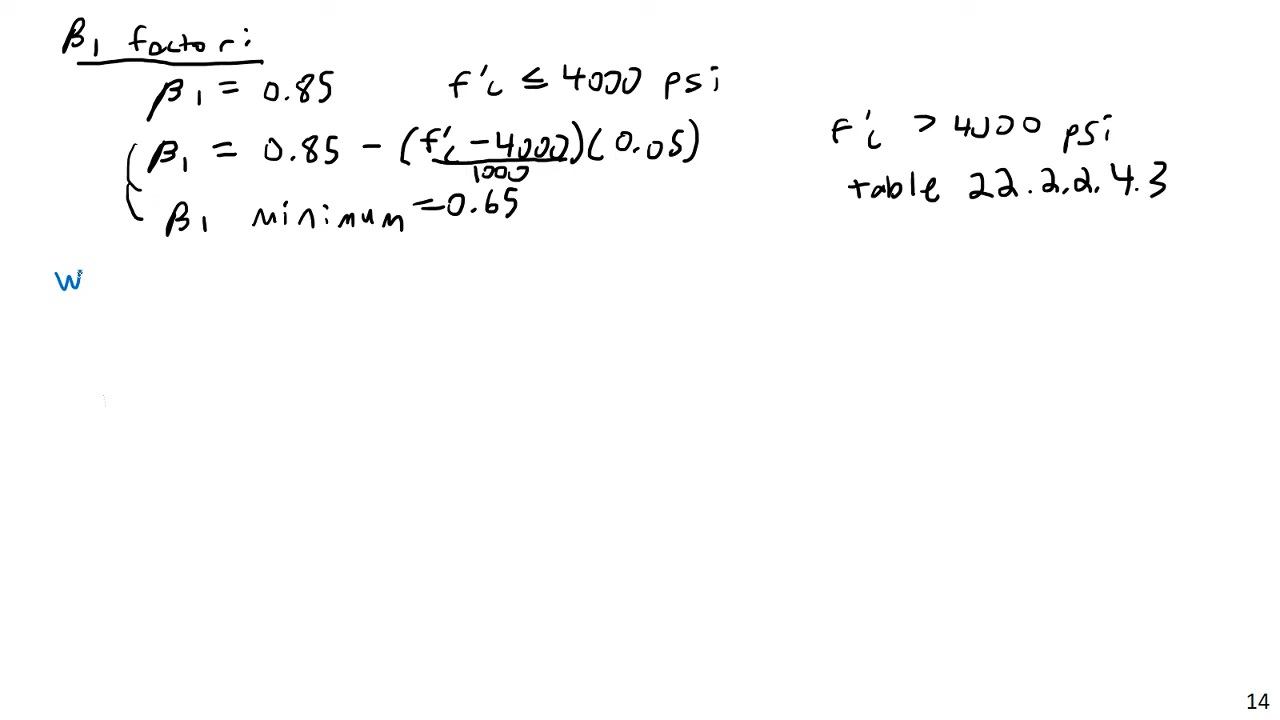 β1 factor:
β1 = 0.85 f'c ≤ 4000 psi
β1 = 0.85 - (f'c - 4000)(0.05) f'c > 4000 psi
1000
β1 minimum = 0.65 table 22.2.2.4.3
w
14